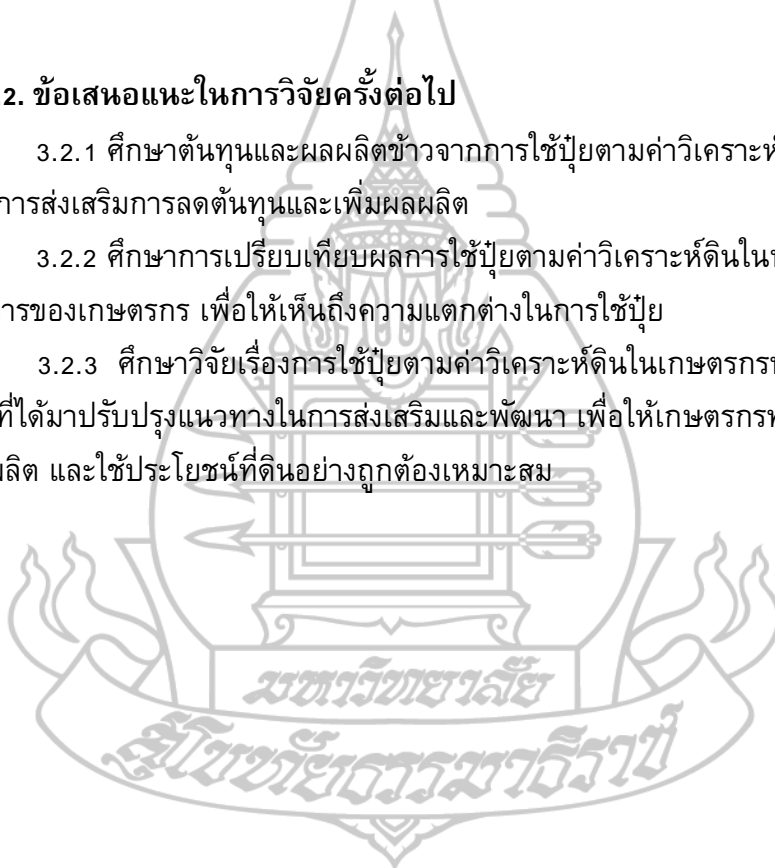 .2. ข้อเสนอแนะในการวิจัยครั้งต่อไป
3.2.1 ศึกษาต้นทุนและผลผลิตข้าวจากการใช้ปุ๋ยตามค่าวิเคราะห์
การส่งเสริมการลดต้นทุนและเพิ่มผลผลิต
3.2.2 ศึกษาการเปรียบเทียบผลการใช้ปุ๋ยตามค่าวิเคราะห์ดินใน
ารของเกษตรกร เพื่อให้เห็นถึงความแตกต่างในการใช้ปุ๋ย
3.2.3 ศึกษาวิจัยเรื่องการใช้ปุ๋ยตามค่าวิเคราะห์ดินในเกษตรกร
ที่ได้มาปรับปรุงแนวทางในการส่งเสริมและพัฒนา เพื่อให้เกษตรกร
ผลิต และใช้ประโยชน์ที่ดินอย่างถูกต้องเหมาะสม
มหาวิทยาลัย
สุโขทัยธรรมาธิราช